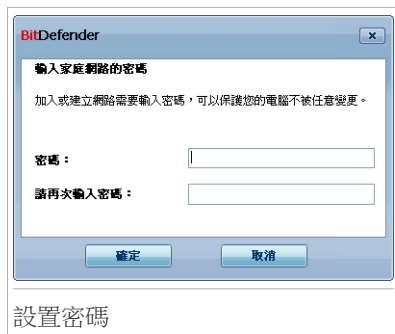 BitDefender
輸入家庭網路的密碼
加入或建立網路需要輸入密碼，可以保護您的電腦不被任意變更。
密碼：
請再次輸入密碼：
確定
取消
設置密碼